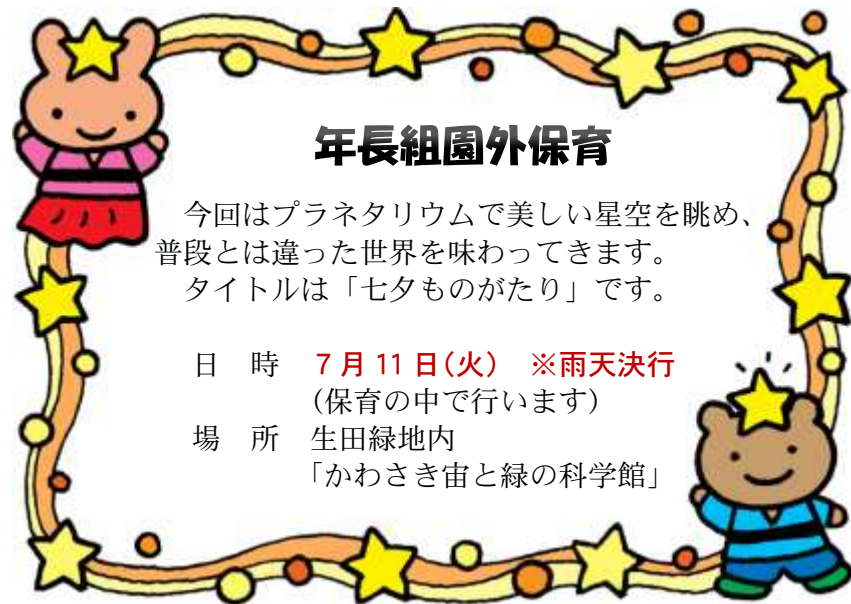 年長組園外保育
今回はプラネタリウムで美しい星空を眺め、
普段とは違った世界を味わってきます。
タイトルは「七夕ものがたり」です。
日　時　７月 11 日(火)　※雨天決行
(保育の中で行います)
場　所　生田緑地内
「かわさき宙と緑の科学館」